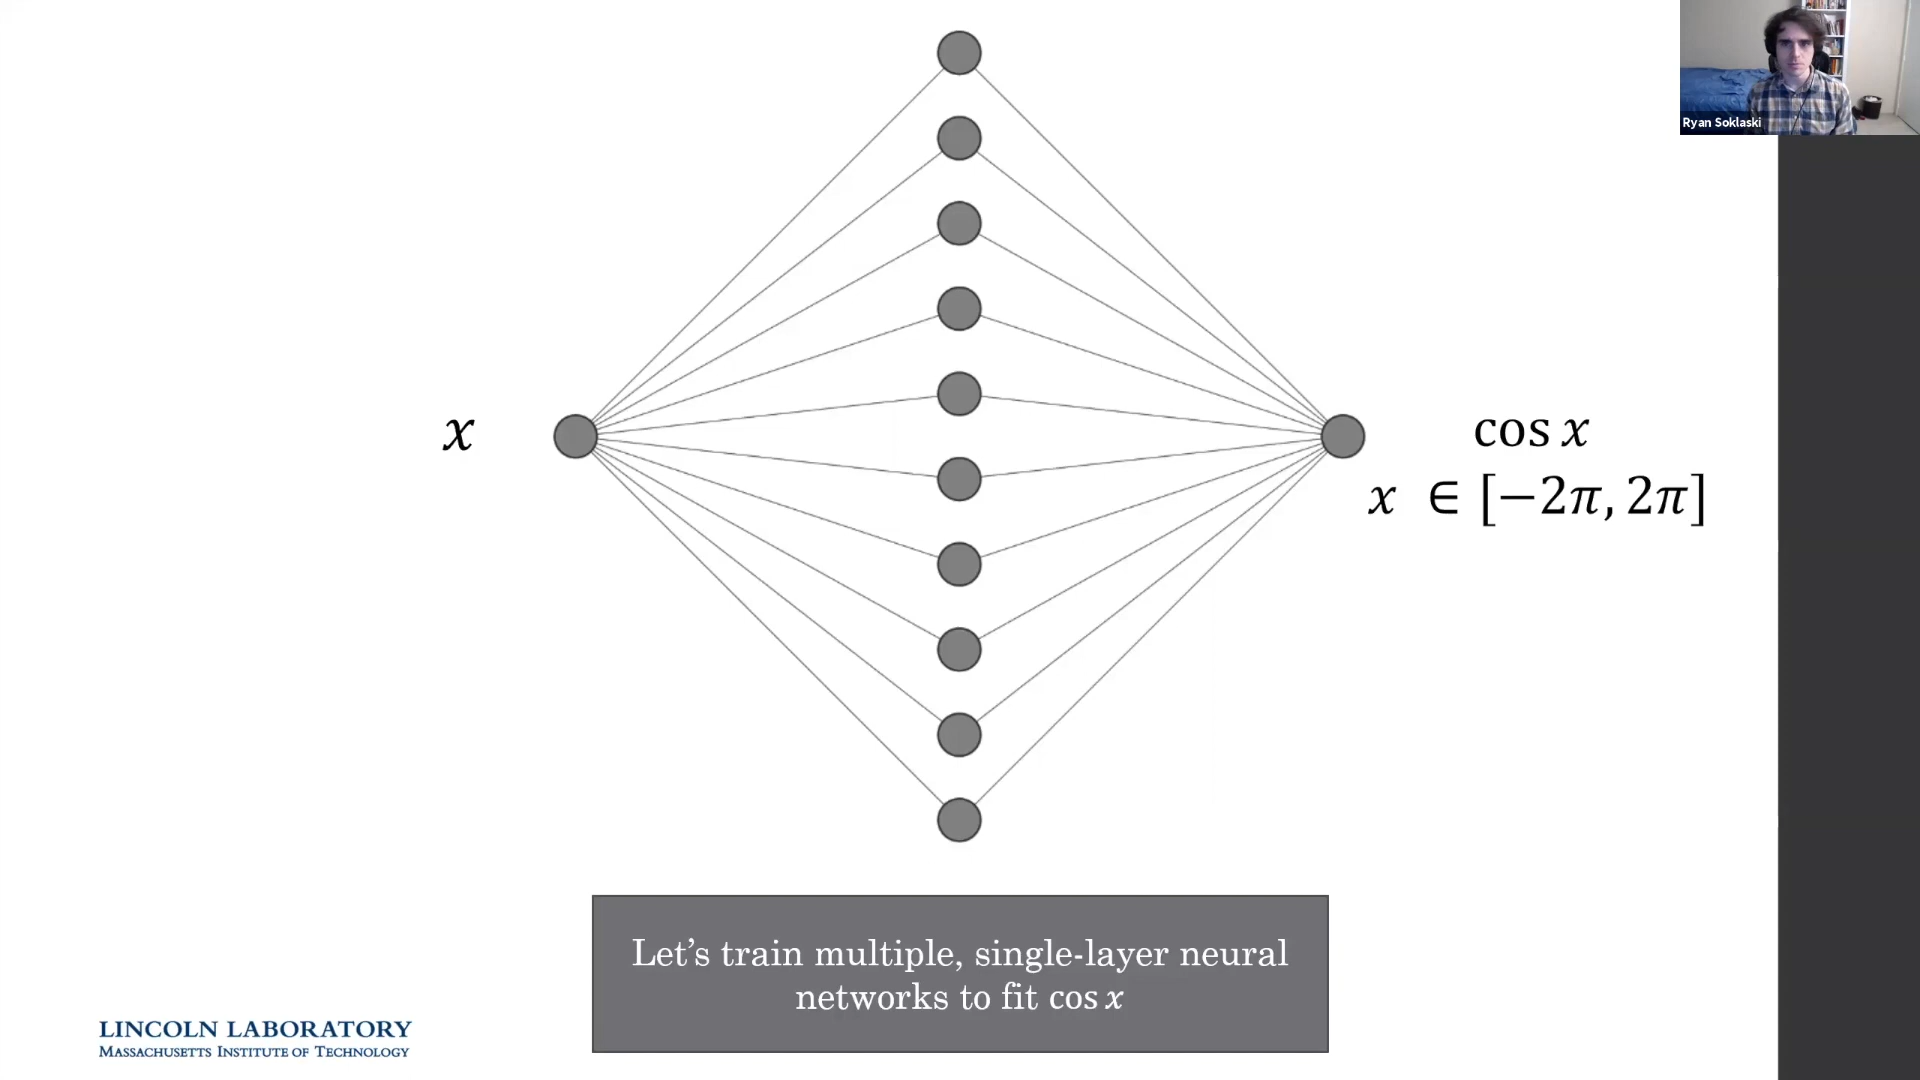 Ryan Soklaski
x
cos x
x ∈ [−2π, 2π]
Let’s train multiple, single-layer neural
networks to fit cos x
LINCOLN LABORATORY
MASSACHUSETTS INSTITUTE OF TECHNOLOGY